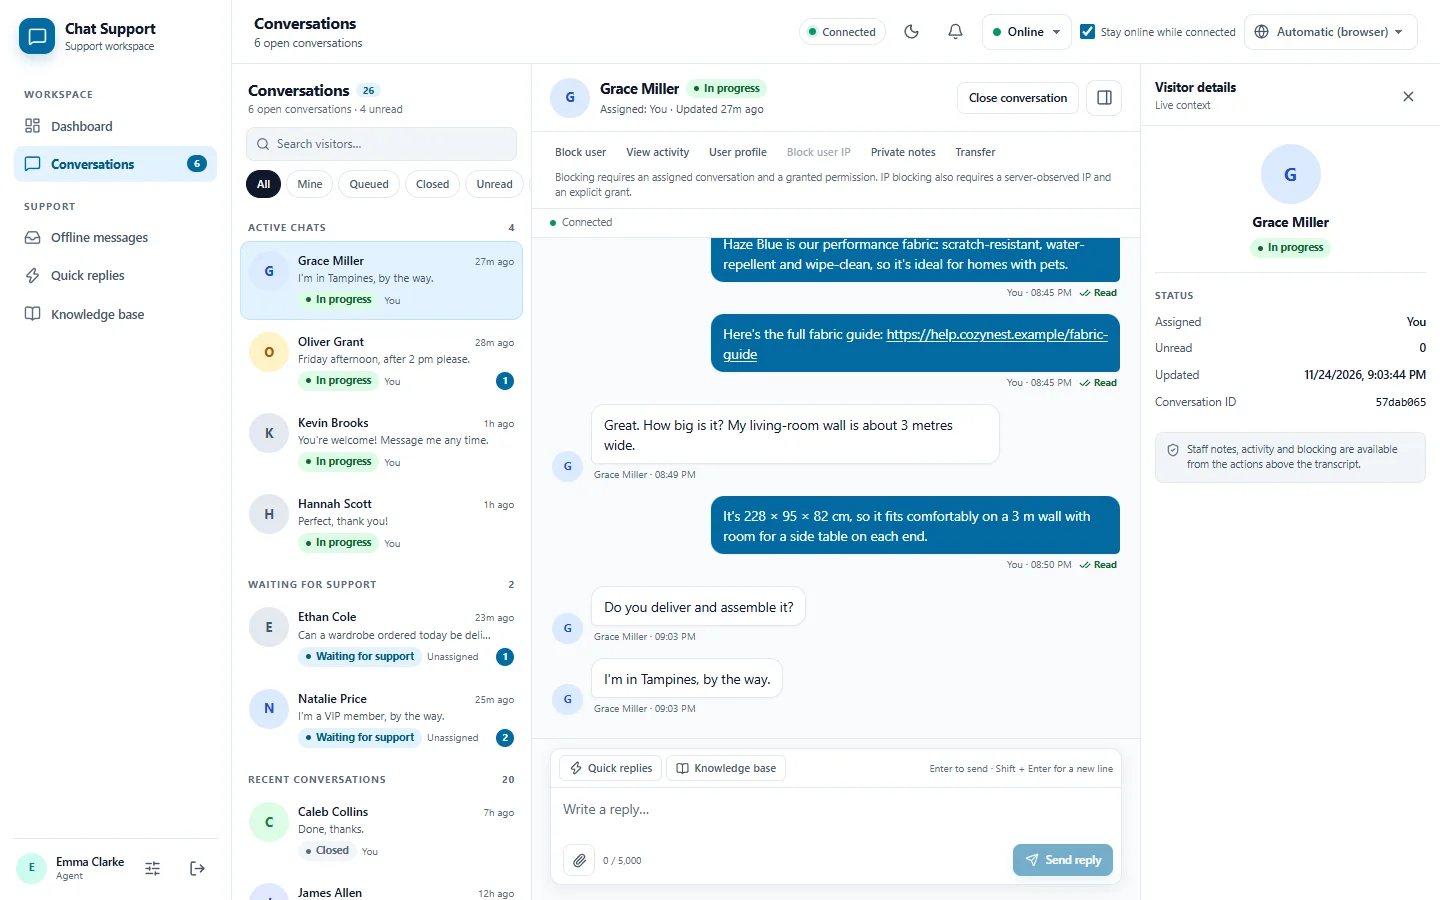 Chat Support
Support workspace
WORKSPACE
Dashboard
Conversations 6
SUPPORT
Offline messages
Quick replies
Knowledge base
E
Emma Clarke
Agent
Conversations
6 open conversations
Connected
Online
Stay online while connected
Automatic (browser)
Conversations 26
6 open conversations · 4 unread
Search visitors...
All Mine Queued Closed Unread
ACTIVE CHATS 4
G
Grace Miller 27m ago
I'm in Tampines, by the way.
In progress You
O
Oliver Grant 28m ago
Friday afternoon, after 2 pm please.
In progress You 1
K
Kevin Brooks 1h ago
You're welcome! Message me any time.
In progress You
H
Hannah Scott 1h ago
Perfect, thank you!
In progress You
WAITING FOR SUPPORT 2
E
Ethan Cole 23m ago
Can a wardrobe ordered today be deli...
Waiting for support Unassigned 1
N
Natalie Price 25m ago
I'm a VIP member, by the way.
Waiting for support Unassigned 2
RECENT CONVERSATIONS 20
C
Caleb Collins 7h ago
Done, thanks.
Closed You
James Allen 12h ago
G
Grace Miller In progress
Assigned: You · Updated 27m ago
Close conversation
Block user View activity User profile Block user IP Private notes Transfer
Blocking requires an assigned conversation and a granted permission. IP blocking also requires a server-observed IP and
an explicit grant.
Connected
Haze Blue is our performance fabric: scratch-resistant, water-
repellent and wipe-clean, so it's ideal for homes with pets.
You · 08:45 PM Read
Here's the full fabric guide: https://help.cozynest.example/fabric-
guide
You · 08:45 PM Read
Great. How big is it? My living-room wall is about 3 metres
wide.
G
Grace Miller · 08:49 PM
It's 228 × 95 × 82 cm, so it fits comfortably on a 3 m wall with
room for a side table on each end.
You · 08:50 PM Read
Do you deliver and assemble it?
G
Grace Miller · 09:03 PM
I'm in Tampines, by the way.
G
Grace Miller · 09:03 PM
Quick replies Knowledge base Enter to send · Shift + Enter for a new line
Write a reply...
0 / 5,000
Send reply
Visitor details
Live context
G
Grace Miller
In progress
STATUS
Assigned You
Unread 0
Updated 11/24/2026, 9:03:44 PM
Conversation ID 57dab065
Staff notes, activity and blocking are available
from the actions above the transcript.